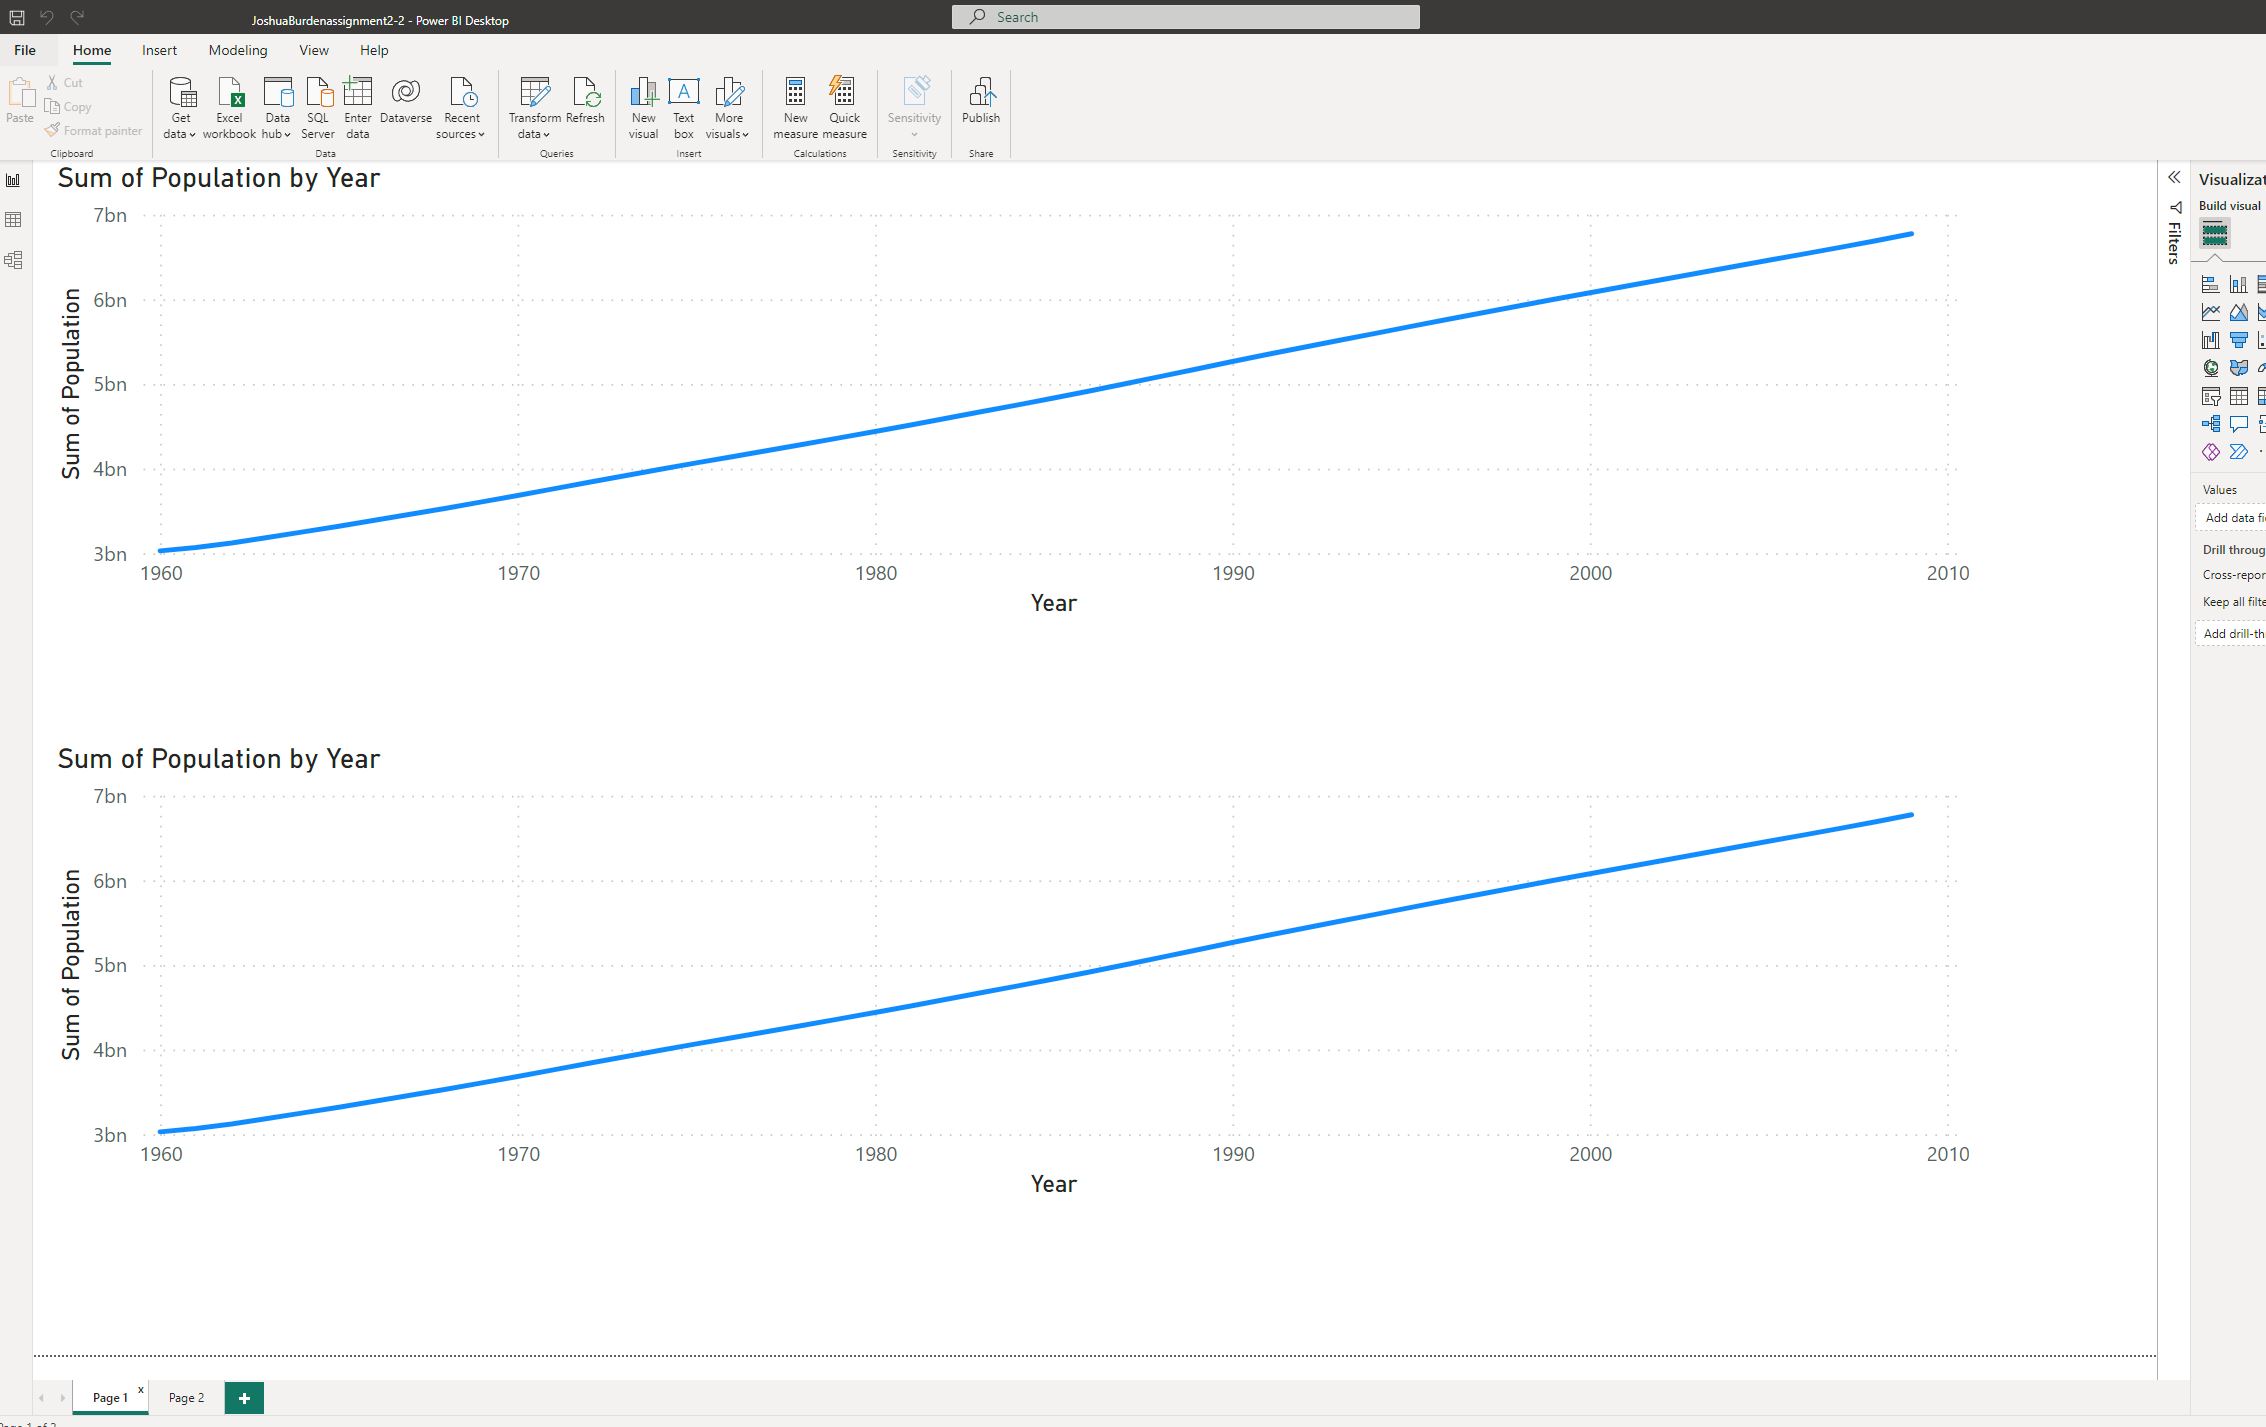 JoshuaBurdenassignment2-2 - Power BI Desktop
Search
File Home Insert Modeling View Help
Paste
Cut
Copy
Format painter
Clipboard
Get data
Excel workbook
Data hub
SQL Server
Enter data
Dataverse
Recent sources
Data
Transform data
Refresh
Queries
New visual
Text box
More visuals
Insert
New measure
Quick measure
Calculations
Sensitivity
Sensitivity
Publish
Share
Sum of Population by Year
Sum of Population
7bn
6bn
5bn
4bn
3bn
1960 1970 1980 1990 2000 2010
Year
Sum of Population by Year
Sum of Population
7bn
6bn
5bn
4bn
3bn
1960 1970 1980 1990 2000 2010
Year
Filters
Visualizat
Build visual
Values
Add data fi
Drill throug
Cross-repor
Keep all filte
Add drill-th
Page 1 x
Page 2